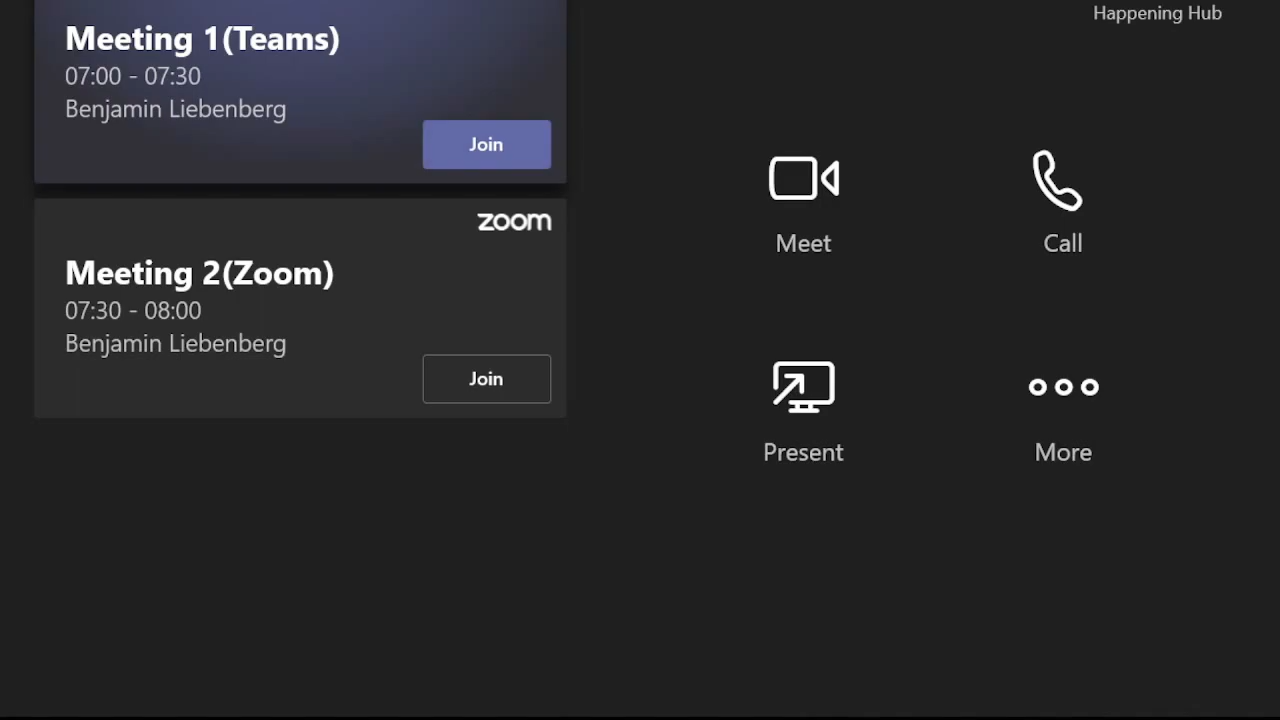 Happening Hub
Meeting 1(Teams)
07:00 - 07:30
Benjamin Liebenberg
Join
zoom
Meeting 2(Zoom)
07:30 - 08:00
Benjamin Liebenberg
Join
Meet
Call
Present
More